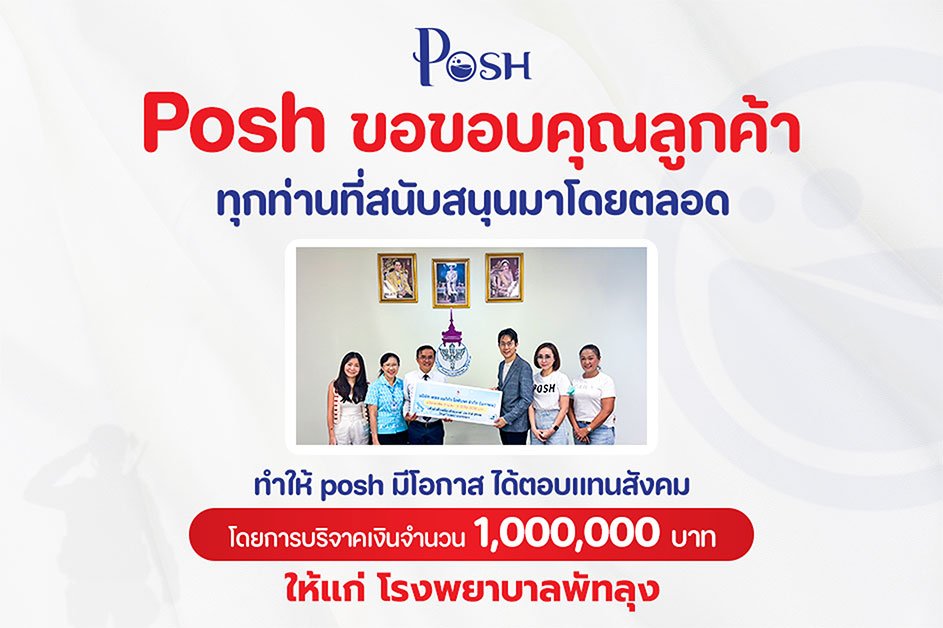 POSH
Posh ขอขอบคุณลูกค้า
ทุกท่านที่สนับสนุนมาโดยตลอด
POSH
ทำให้ posh มีโอกาส ได้ตอบแทนสังคม
โดยการบริจาคเงินจำนวน 1,000,000 บาท
ให้แก่ โรงพยาบาลพัทลุง